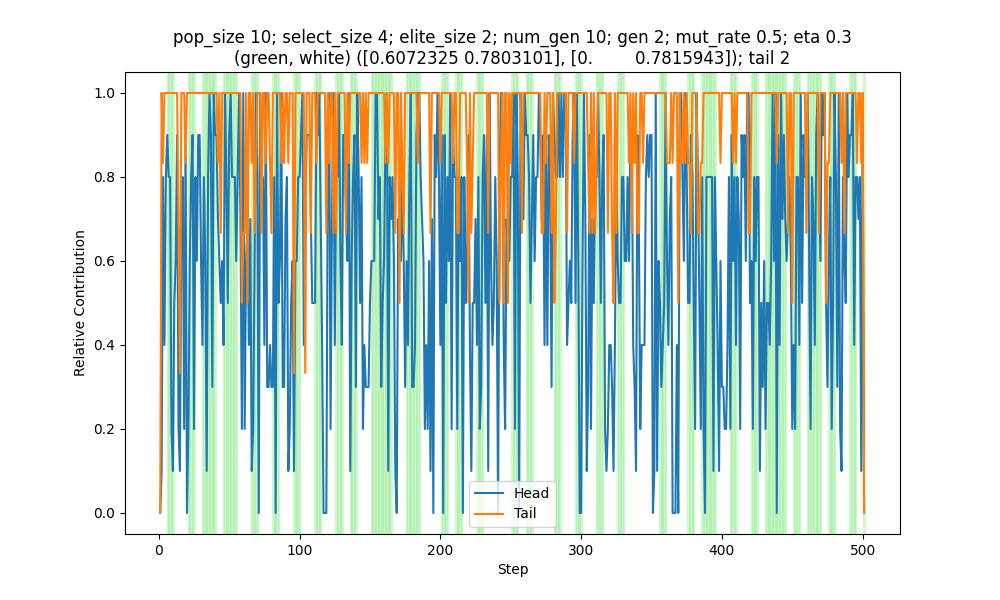 pop_size 10; select_size 4; elite_size 2; num_gen 10; gen 2; mut_rate 0.5; eta 0.3
(green, white) ([0.6072325 0.7803101], [0.        0.7815943]); tail 2
1.0
0.8
0.6
0.4
0.2
0.0
Relative Contribution
Head
Tail
0 100 200 300 400 500
Step